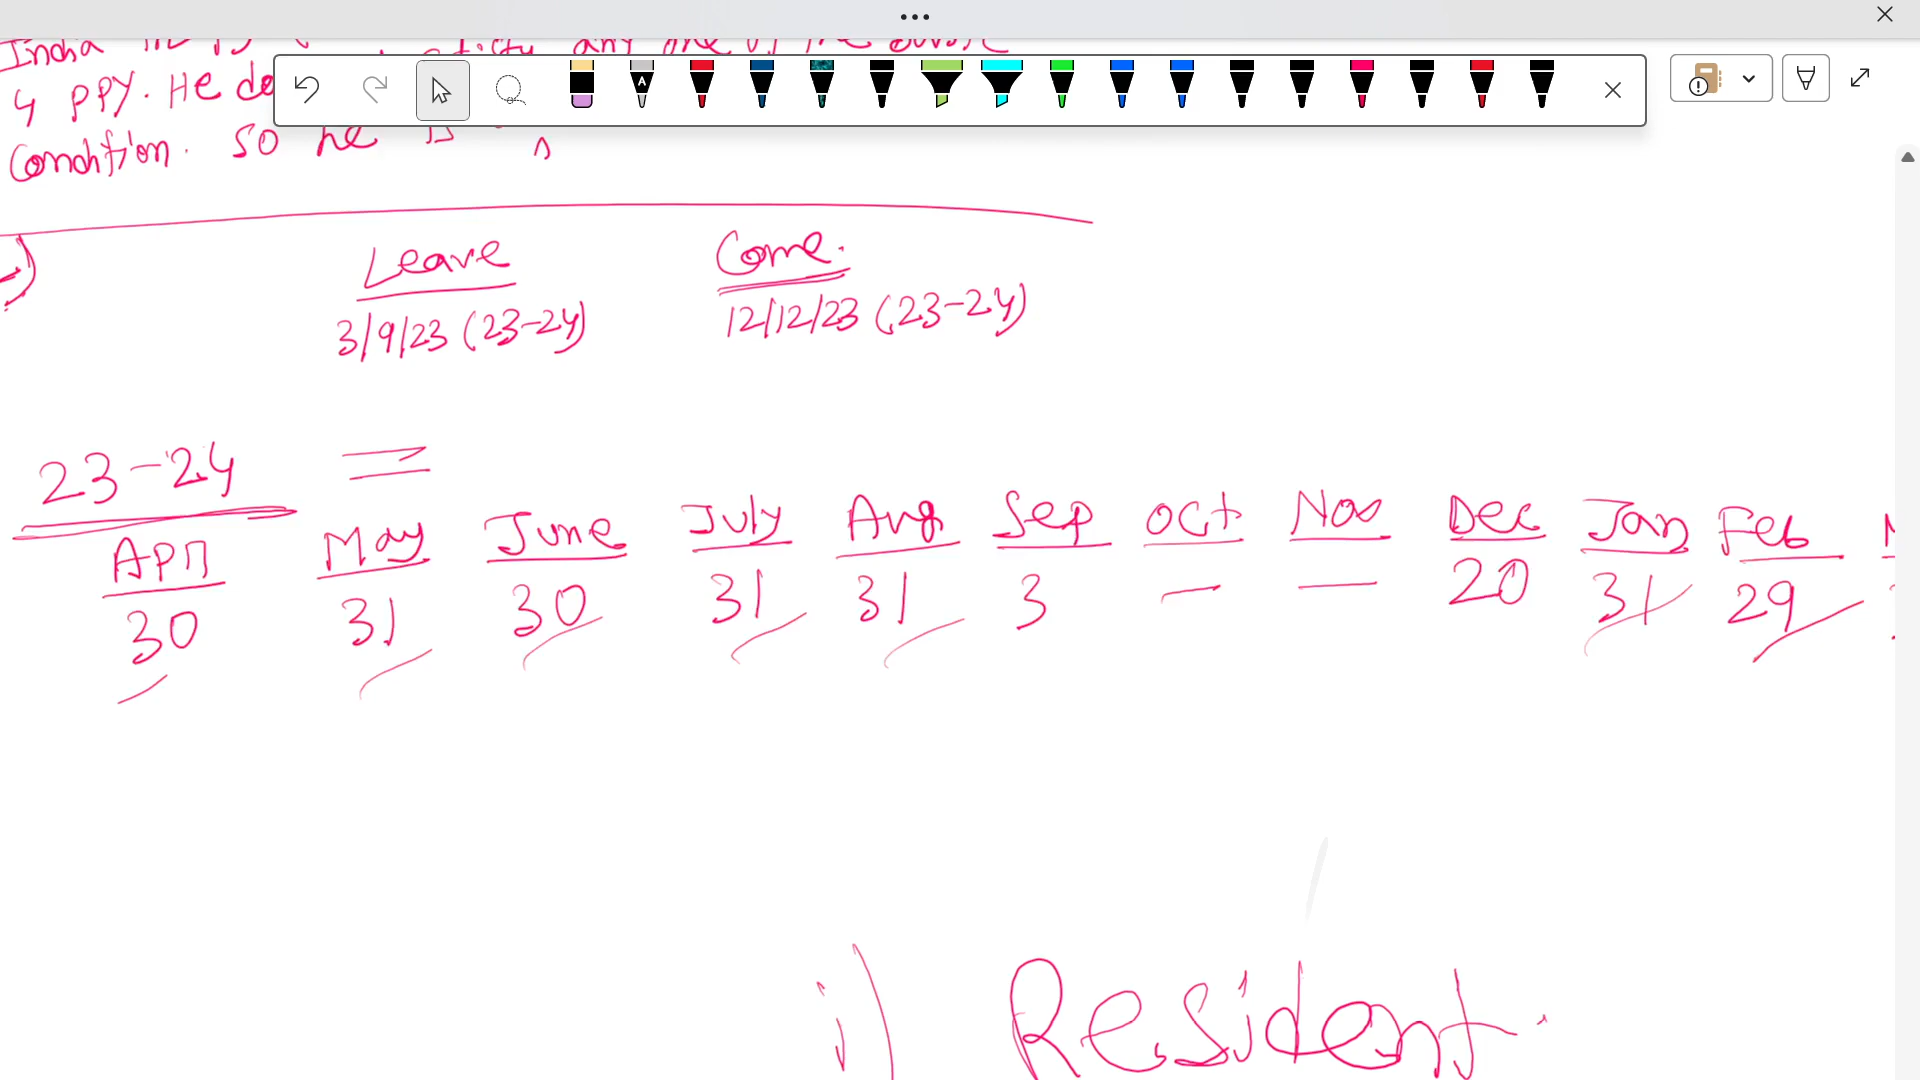 India
4 PPY. He do
Condition. So he is
Leave Come.
3/9/23 (23-24) 12/12/23 (23-24)
23-24 =
Apr May June July Aug Sep Oct Nov Dec Jan Feb
30 31 30 31 31 3 - - 20 31 29
i) Resident.